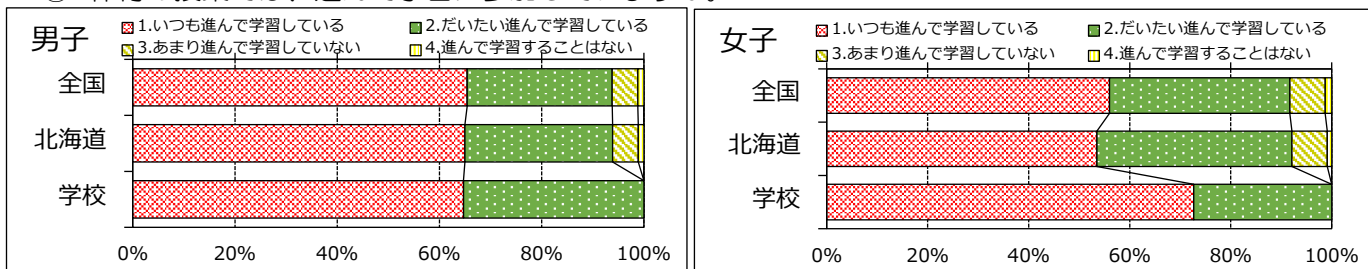 男子
1.いつも進んで学習している 2.だいたい進んで学習している
3.あまり進んで学習していない 4.進んで学習することはない
全国
北海道
学校
0% 20% 40% 60% 80% 100%
女子
1.いつも進んで学習している 2.だいたい進んで学習している
3.あまり進んで学習していない 4.進んで学習することはない
全国
北海道
学校
0% 20% 40% 60% 80% 100%